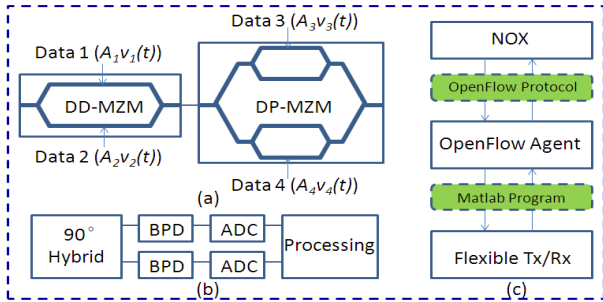 Data 1 (A₁v₁(t))
DD-MZM
Data 2 (A₂v₂(t))
Data 3 (A₃v₃(t))
DP-MZM
Data 4 (A₄v₄(t))
(a)
90°
Hybrid
BPD
ADC
BPD
ADC
Processing
(b)
NOX
OpenFlow Protocol
OpenFlow Agent
Matlab Program
Flexible Tx/Rx
(c)